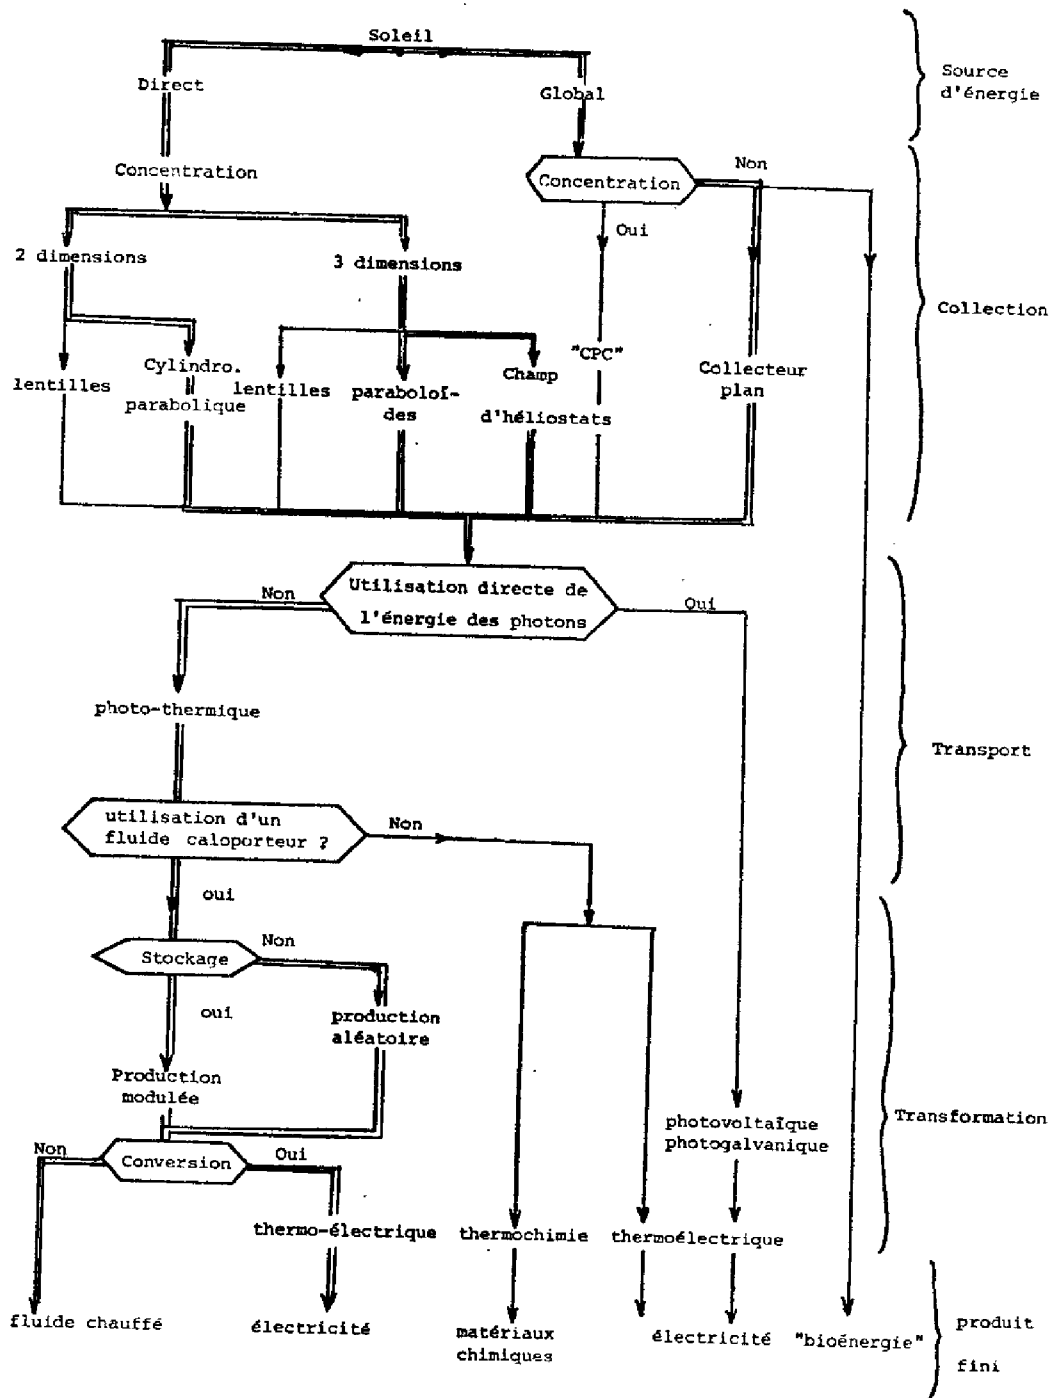 Soleil
Source
d'énergie
Direct
Global
Concentration
Concentration
Non
Oui
2 dimensions
3 dimensions
Collection
lentilles
Cylindro.
parabolique
lentilles
paraboloï-
des
Champ
d'héliostats
"CPC"
Collecteur
plan
Utilisation directe de
l'énergie des photons
Non
Oui
photo-thermique
Transport
utilisation d'un
fluide caloporteur ?
Non
oui
Stockage
Non
oui
production
aléatoire
Production
modulée
photovoltaïque
photogalvanique
Transformation
Non
Conversion
Oui
thermo-électrique
thermochimie
thermoélectrique
fluide chauffé
électricité
matériaux
chimiques
électricité
"bioénergie"
produit
fini